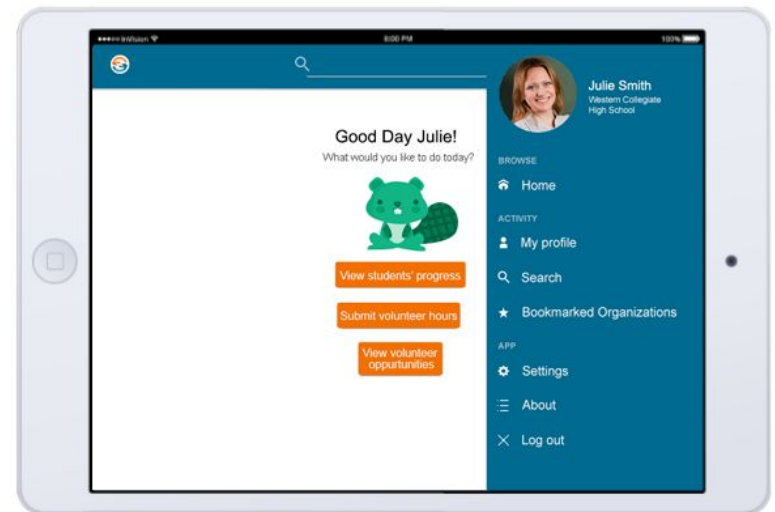 ●●●○○ InVision
8:00 PM
100%
Julie Smith
Western Collegiate
High School
Good Day Julie!
What would you like to do today?
View students' progress
Submit volunteer hours
View volunteer
oppurtunities
BROWSE
Home
ACTIVITY
My profile
Search
Bookmarked Organizations
APP
Settings
About
Log out